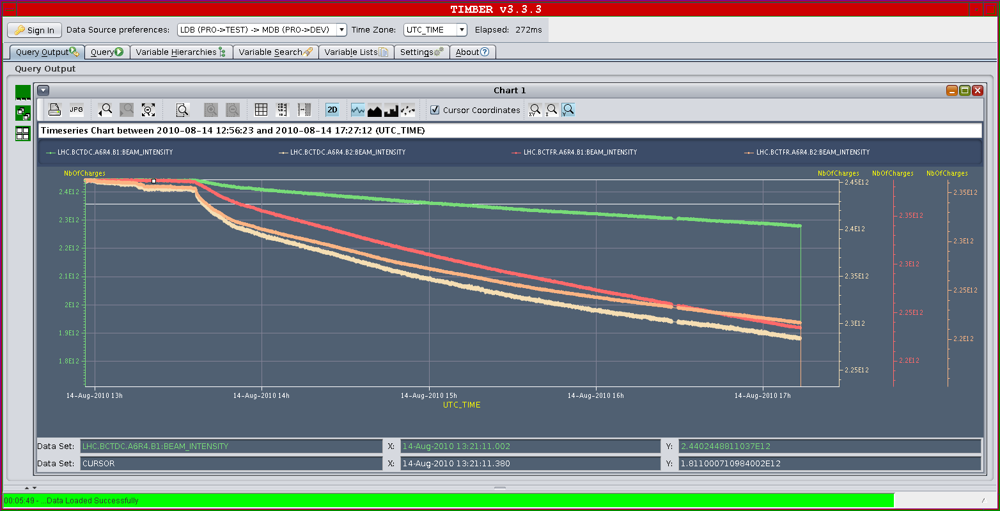 TIMBER v3.3.3
Sign In Data Source preferences: LDB (PRO->TEST) -> MDB (PRO->DEV) Time Zone: UTC_TIME Elapsed: 272ms
Query Output Query Variable Hierarchies Variable Search Variable Lists Settings About
Query Output
Chart 1
JPG 2D Cursor Coordinates XY X Y
Timeseries Chart between 2010-08-14 12:56:23 and 2010-08-14 17:27:12 (UTC_TIME)
LHC.BCTDC.A6R4.B1:BEAM_INTENSITY LHC.BCTDC.A6R4.B2:BEAM_INTENSITY LHC.BCTFR.A6R4.B1:BEAM_INTENSITY LHC.BCTFR.A6R4.B2:BEAM_INTENSITY
NbOfCharges NbOfCharges NbOfCharges NbOfCharges
2.45E12
2.4E12 2.35E12
2.35E12
2.3E12
2.4E12
2.3E12
2.2E12
2.3E12
2.1E12 2.35E12
2.25E12
2E12
2.25E12
2.3E12
1.9E12
2.2E12
1.8E12 2.2E12
2.25E12
14-Aug-2010 13h 14-Aug-2010 14h 14-Aug-2010 15h 14-Aug-2010 16h 14-Aug-2010 17h
UTC_TIME
Data Set: LHC.BCTDC.A6R4.B1:BEAM_INTENSITY X: 14-Aug-2010 13:21:11.002 Y: 2.4402448811037E12
Data Set: CURSOR X: 14-Aug-2010 13:21:11.380 Y: 1.811000710984002E12
00:05:49 - ...Data Loaded Successfully